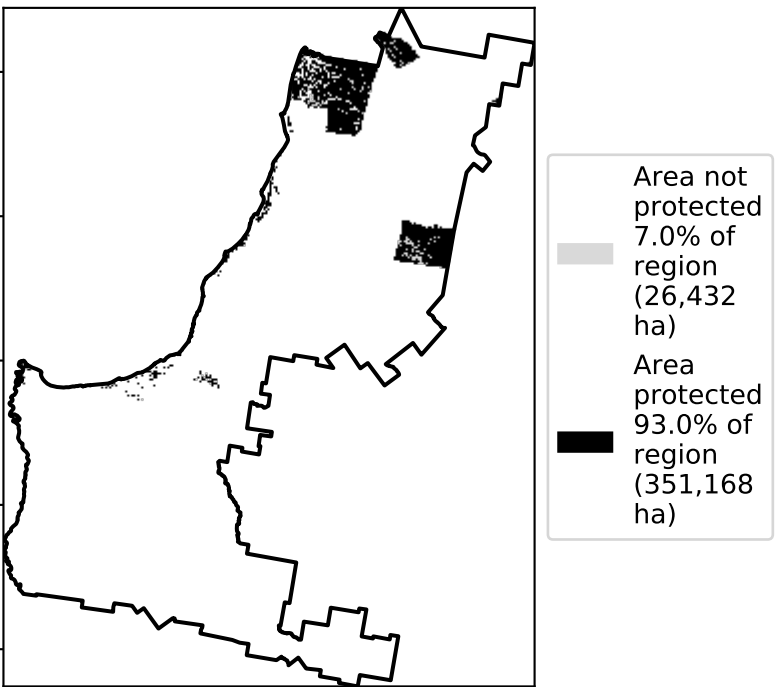 Area not
protected
7.0% of
region
(26,432
ha)
Area
protected
93.0% of
region
(351,168
ha)